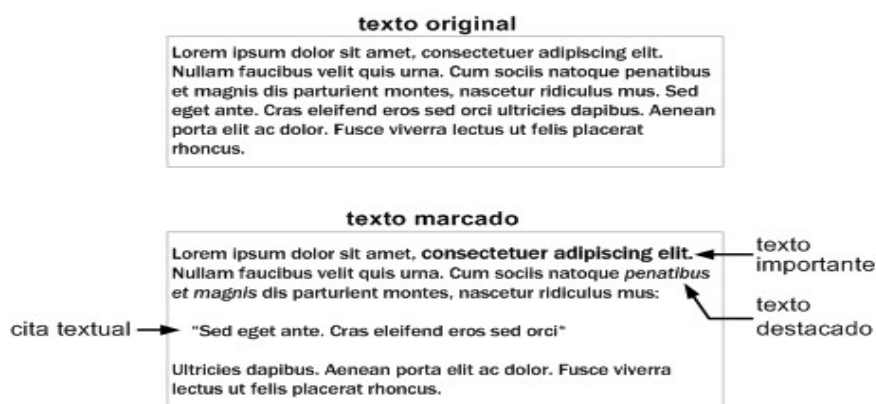 texto original
Lorem ipsum dolor sit amet, consectetuer adipiscing elit.
Nullam faucibus velit quis urna. Cum sociis natoque penatibus
et magnis dis parturient montes, nascetur ridiculus mus. Sed
eget ante. Cras eleifend eros sed orci ultricies dapibus. Aenean
porta elit ac dolor. Fusce viverra lectus ut felis placerat
rhoncus.
texto marcado
Lorem ipsum dolor sit amet, consectetuer adipiscing elit.
Nullam faucibus velit quis urna. Cum sociis natoque penatibus
et magnis dis parturient montes, nascetur ridiculus mus:
texto
importante
texto
destacado
cita textual
"Sed eget ante. Cras eleifend eros sed orci"
Ultricies dapibus. Aenean porta elit ac dolor. Fusce viverra
lectus ut felis placerat rhoncus.